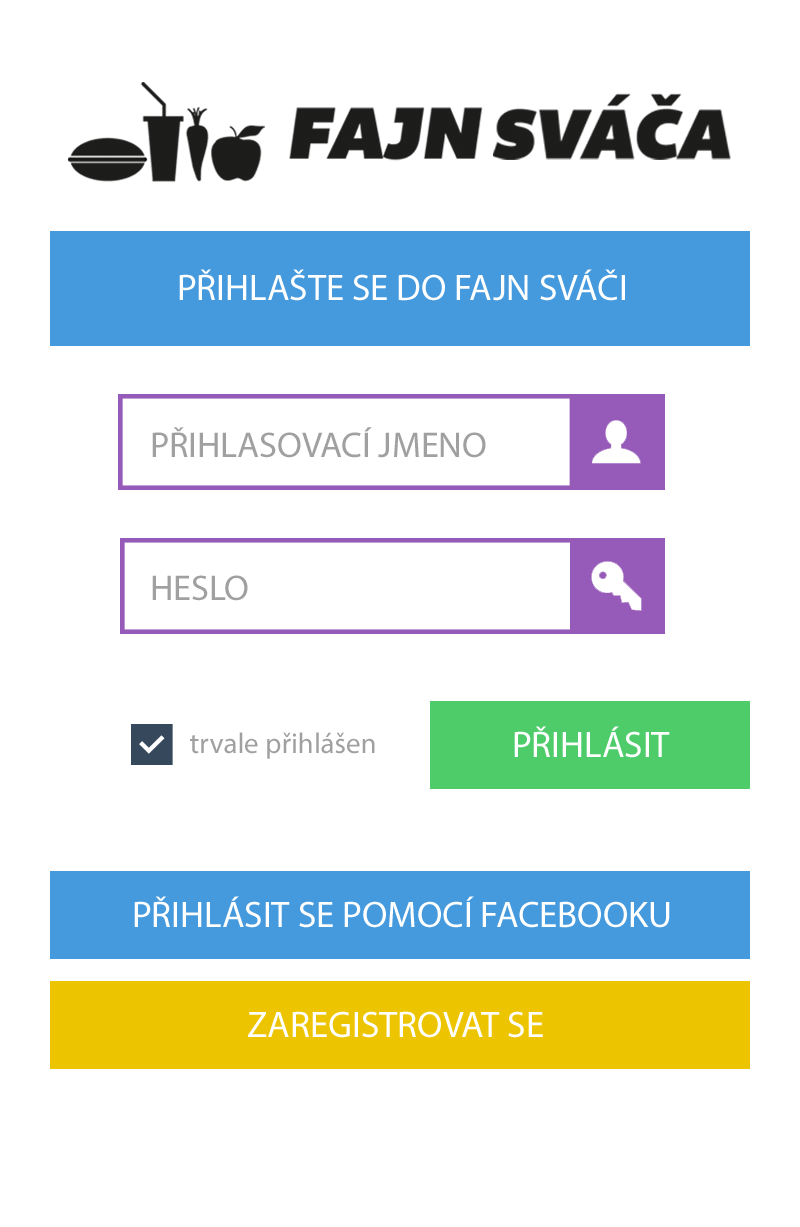 FAJN SVÁČA
PŘIHLAŠTE SE DO FAJN SVÁČI
PŘIHLASOVACÍ JMENO
HESLO
trvale přihlášen
PŘIHLÁSIT
PŘIHLÁSIT SE POMOCÍ FACEBOOKU
ZAREGISTROVAT SE